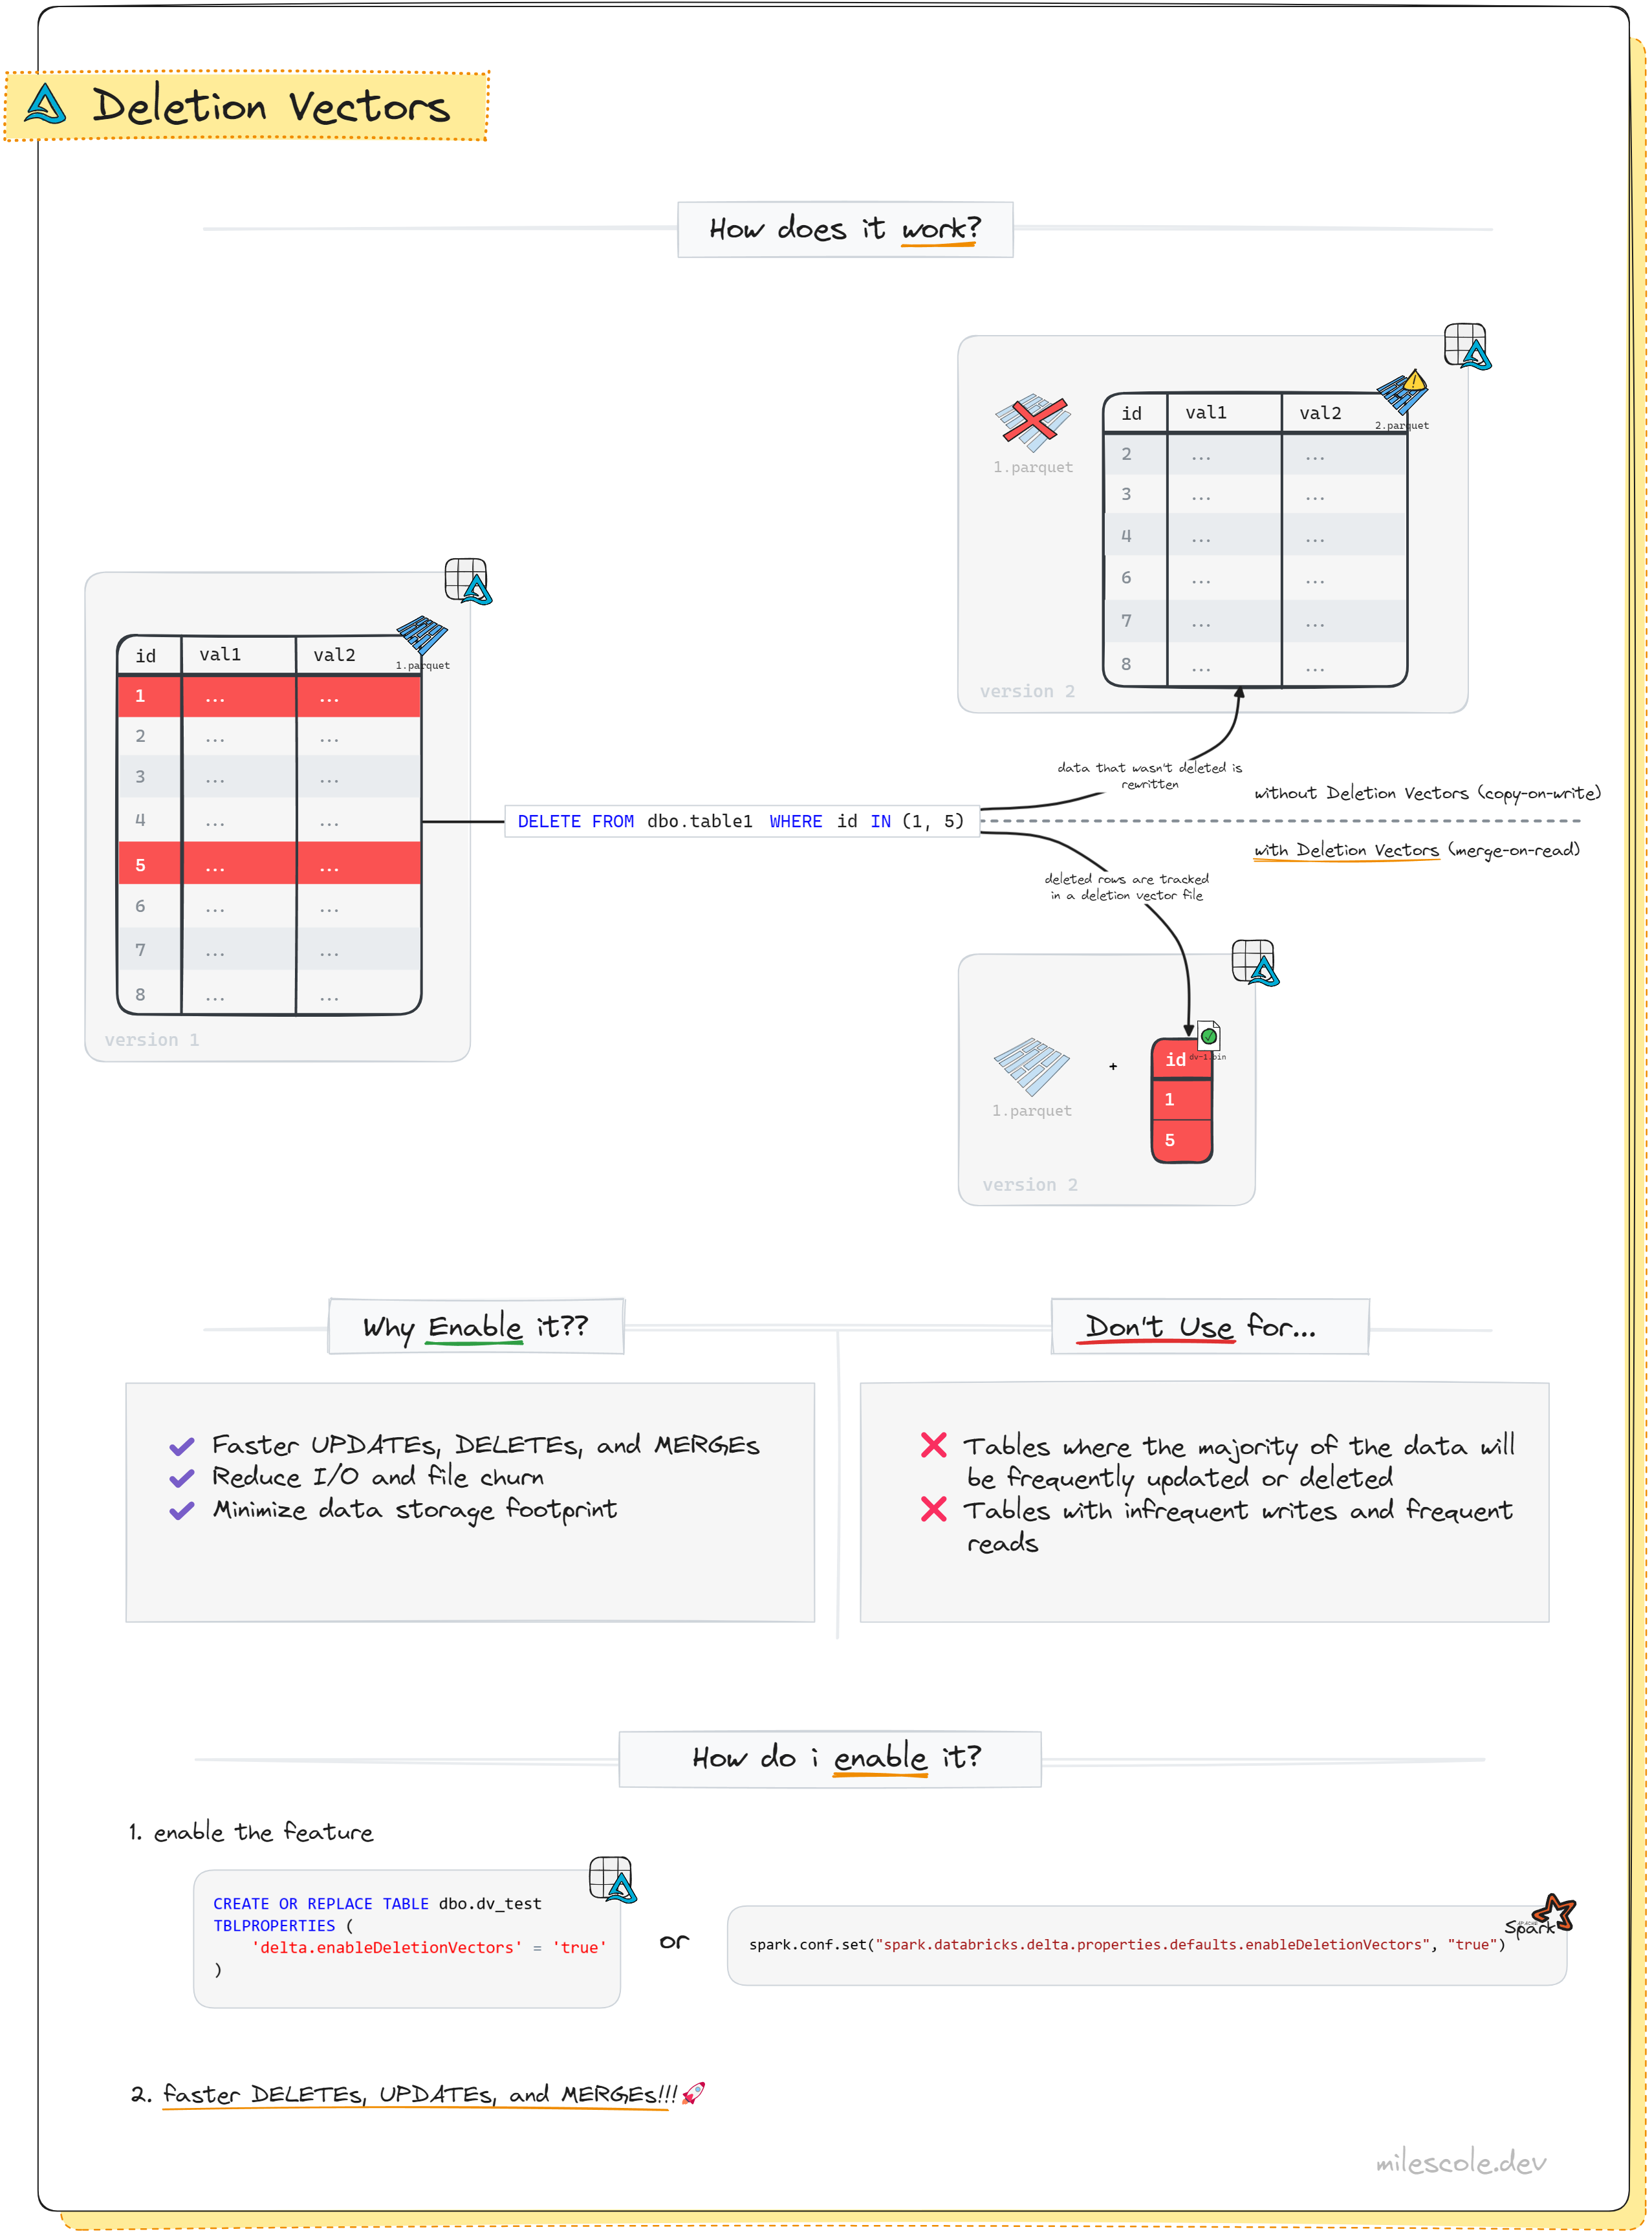 Deletion Vectors
How does it work?
1.parquet
id val1 val2
2.parquet
2 ... ...
3 ... ...
4 ... ...
6 ... ...
7 ... ...
8 ... ...
version 2
id val1 val2
1.parquet
1 ... ...
2 ... ...
3 ... ...
4 ... ...
5 ... ...
6 ... ...
7 ... ...
8 ... ...
version 1
DELETE FROM dbo.table1 WHERE id IN (1, 5)
data that wasn't deleted is
rewritten
without Deletion Vectors (copy-on-write)
with Deletion Vectors (merge-on-read)
deleted rows are tracked
in a deletion vector file
1.parquet
+
id
dv-1.bin
1
5
version 2
Why Enable it??
Faster UPDATEs, DELETEs, and MERGEs
Reduce I/O and file churn
Minimize data storage footprint
Don't Use for...
Tables where the majority of the data will
be frequently updated or deleted
Tables with infrequent writes and frequent
reads
How do i enable it?
1. enable the feature
CREATE OR REPLACE TABLE dbo.dv_test
TBLPROPERTIES (
'delta.enableDeletionVectors' = 'true'
)
or
Spark
spark.conf.set("spark.databricks.delta.properties.defaults.enableDeletionVectors", "true")
2. faster DELETEs, UPDATEs, and MERGEs!!!🚀
milescole.dev